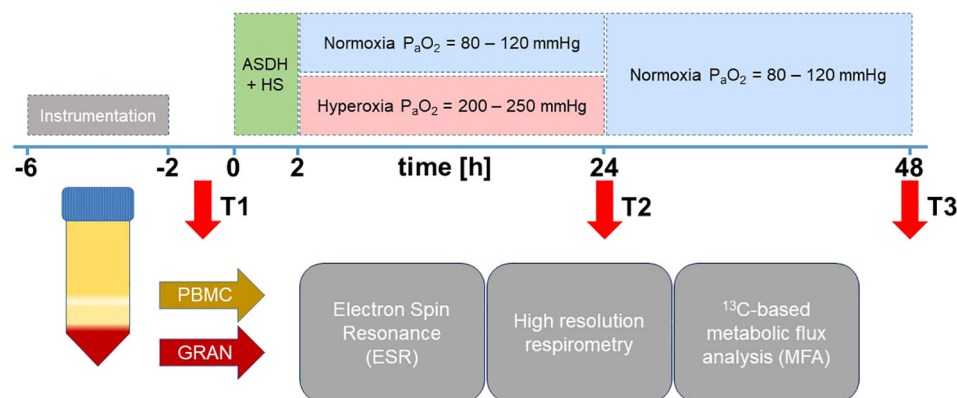 ASDH
+ HS
Normoxia PₐO₂ = 80 – 120 mmHg
Hyperoxia PₐO₂ = 200 – 250 mmHg
Normoxia PₐO₂ = 80 – 120 mmHg
Instrumentation
-6 -2 0 2 time [h] 24 48
T1 T2 T3
PBMC
GRAN
Electron Spin
Resonance
(ESR)
High resolution
respirometry
¹³C-based
metabolic flux
analysis (MFA)